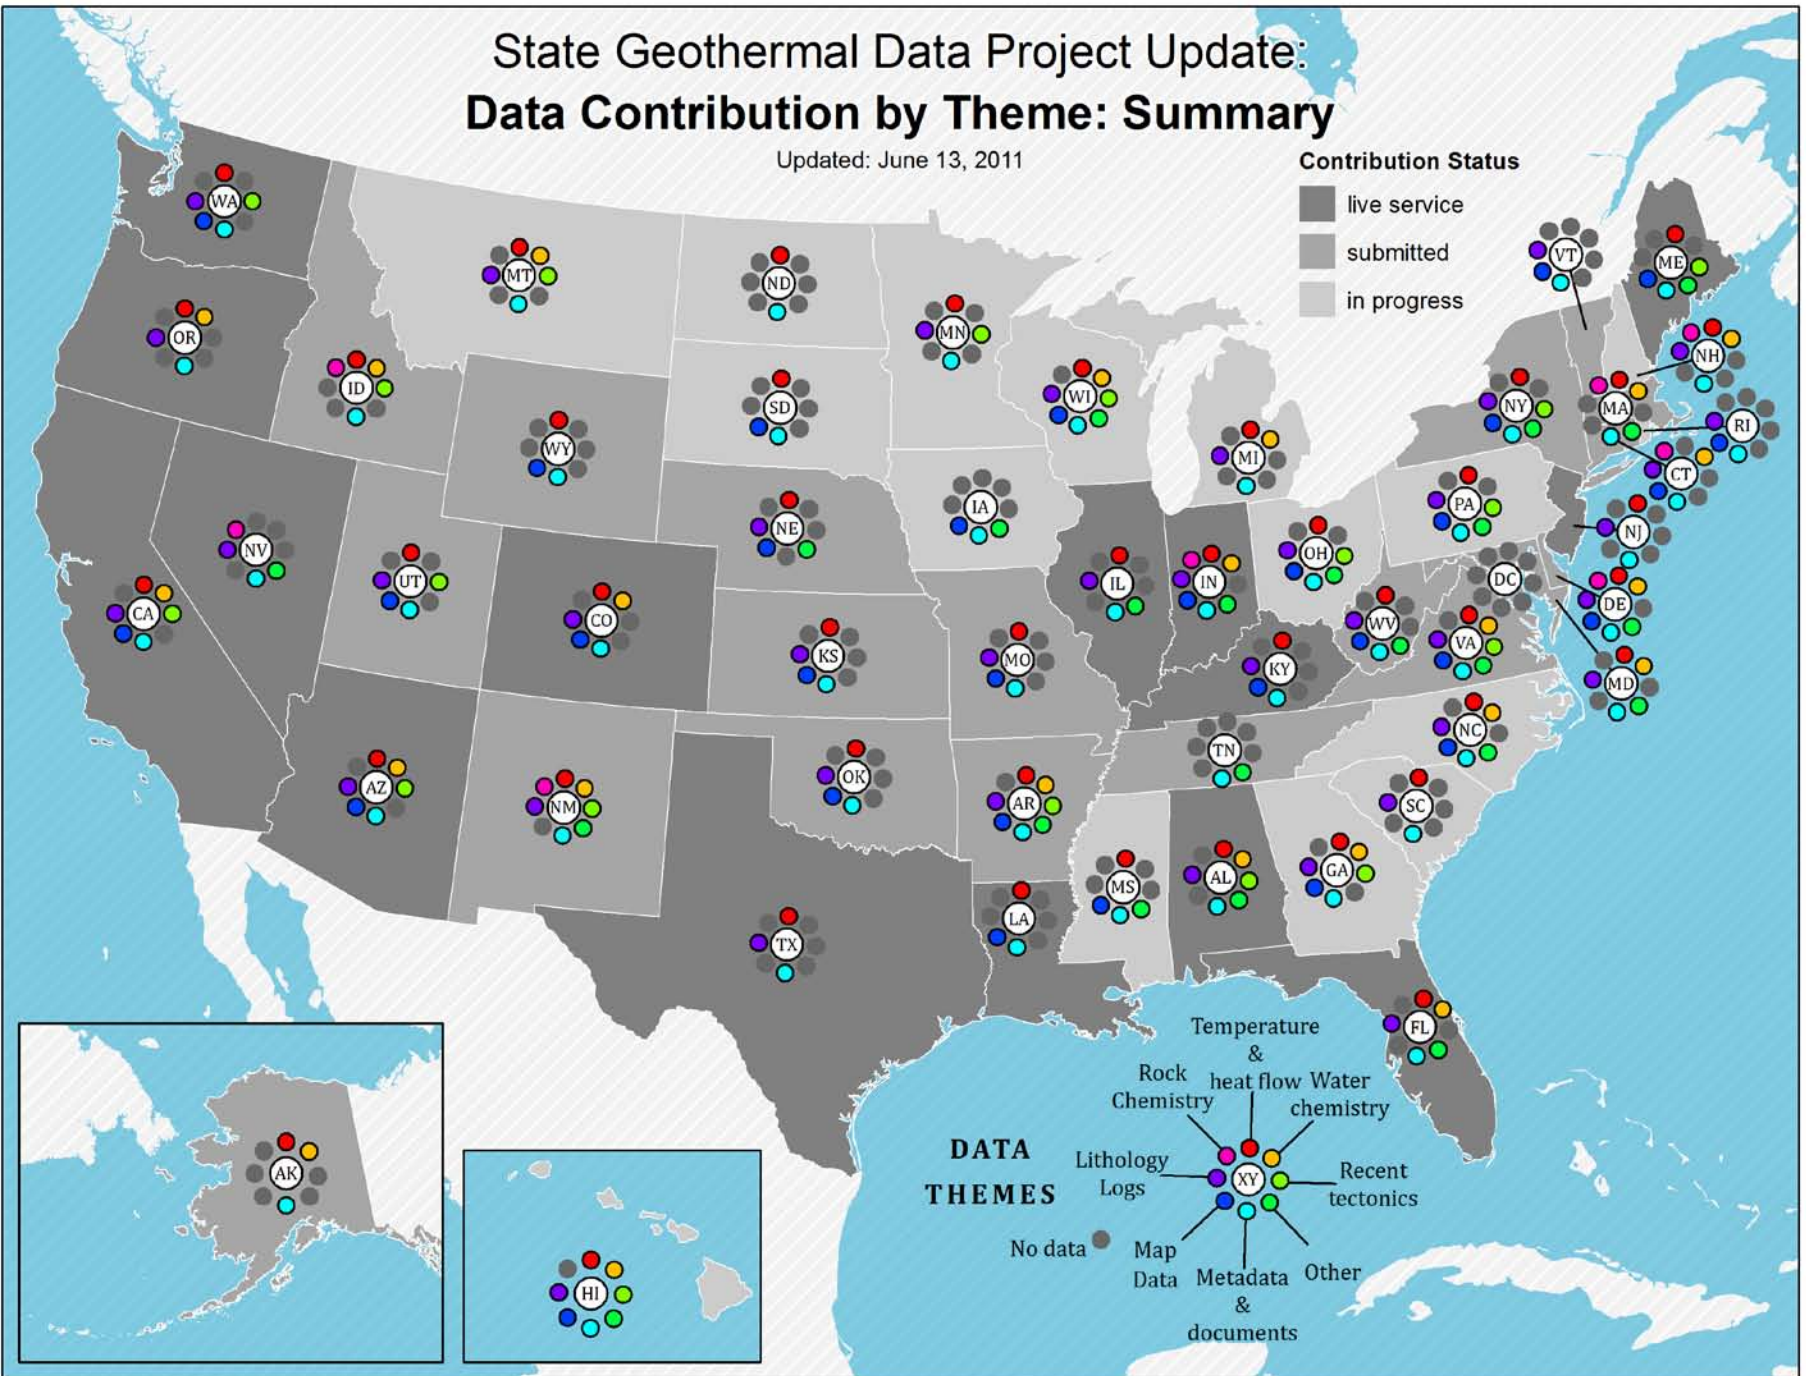 State Geothermal Data Project Update:
Data Contribution by Theme: Summary
Updated: June 13, 2011
Contribution Status
live service
submitted
in progress
WA
MT
ND
MN
VT
ME
OR
ID
WY
SD
WI
MI
NY
NH
MA
RI
CT
NV
UT
CA
CO
NE
IA
IL
IN
OH
PA
NJ
DC
DE
KS
MO
KY
WV
VA
MD
AZ
NM
OK
AR
TN
NC
SC
TX
LA
MS
AL
GA
FL
AK
HI
DATA
THEMES
Temperature
&
heat flow
Rock
Chemistry
Water
chemistry
Lithology
Logs
XY
Recent
tectonics
No data
Map
Data
Metadata
&
documents
Other